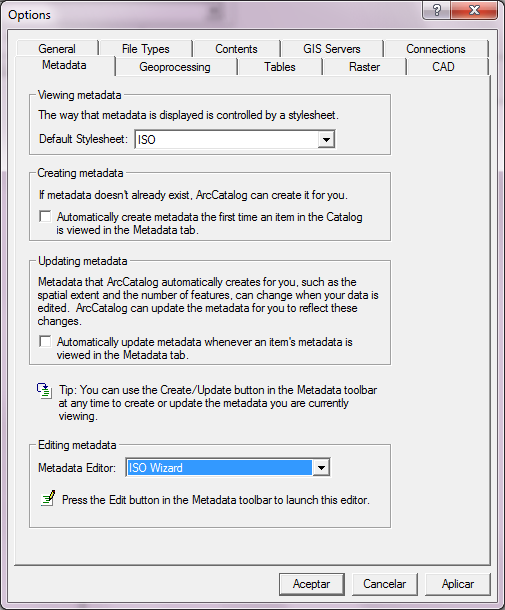 Options
General File Types Contents GIS Servers Connections
Metadata Geoprocessing Tables Raster CAD
Viewing metadata
The way that metadata is displayed is controlled by a stylesheet.
Default Stylesheet: ISO
Creating metadata
If metadata doesn't already exist, ArcCatalog can create it for you.
Automatically create metadata the first time an item in the Catalog
is viewed in the Metadata tab.
Updating metadata
Metadata that ArcCatalog automatically creates for you, such as the
spatial extent and the number of features, can change when your data is
edited. ArcCatalog can update the metadata for you to reflect these
changes.
Automatically update metadata whenever an item's metadata is
viewed in the Metadata tab.
Tip: You can use the Create/Update button in the Metadata toolbar
at any time to create or update the metadata you are currently
viewing.
Editing metadata
Metadata Editor: ISO Wizard
Press the Edit button in the Metadata toolbar to launch this editor.
Aceptar Cancelar Aplicar